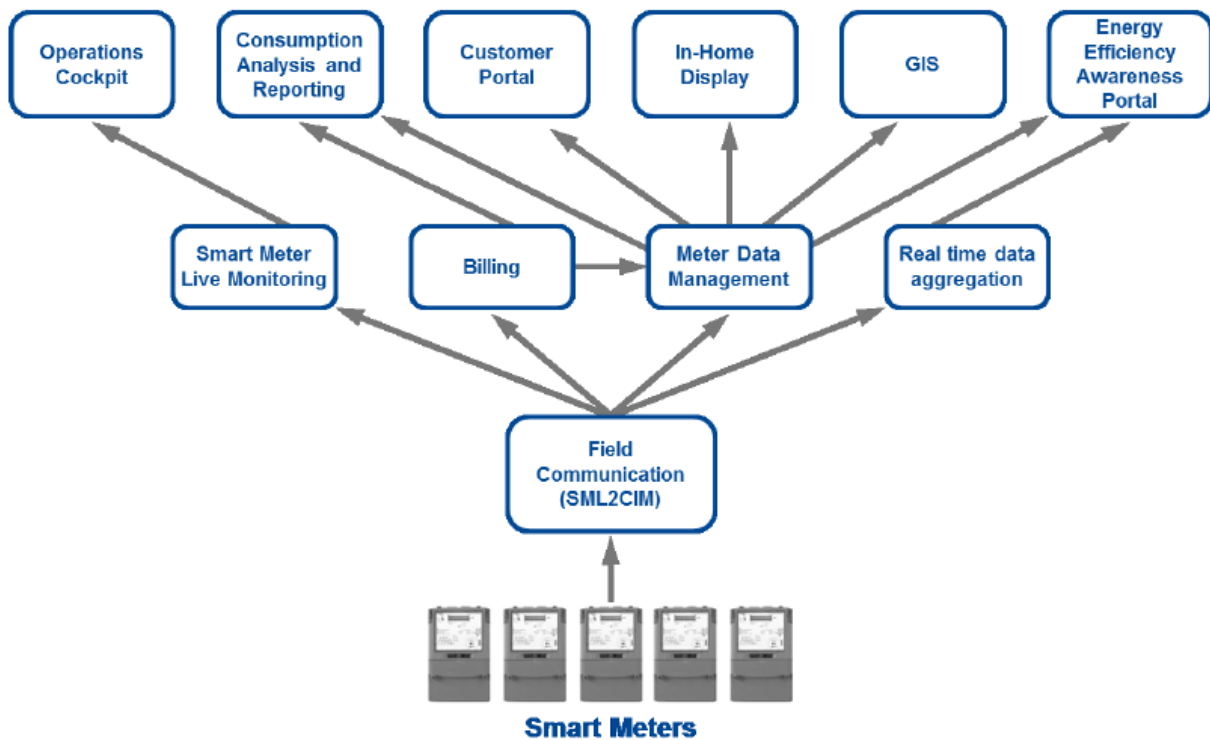 Operations
Cockpit
Consumption
Analysis and
Reporting
Customer
Portal
In-Home
Display
GIS
Energy
Efficiency
Awareness
Portal
Smart Meter
Live Monitoring
Billing
Meter Data
Management
Real time data
aggregation
Field
Communication
(SML2CIM)
Smart Meters